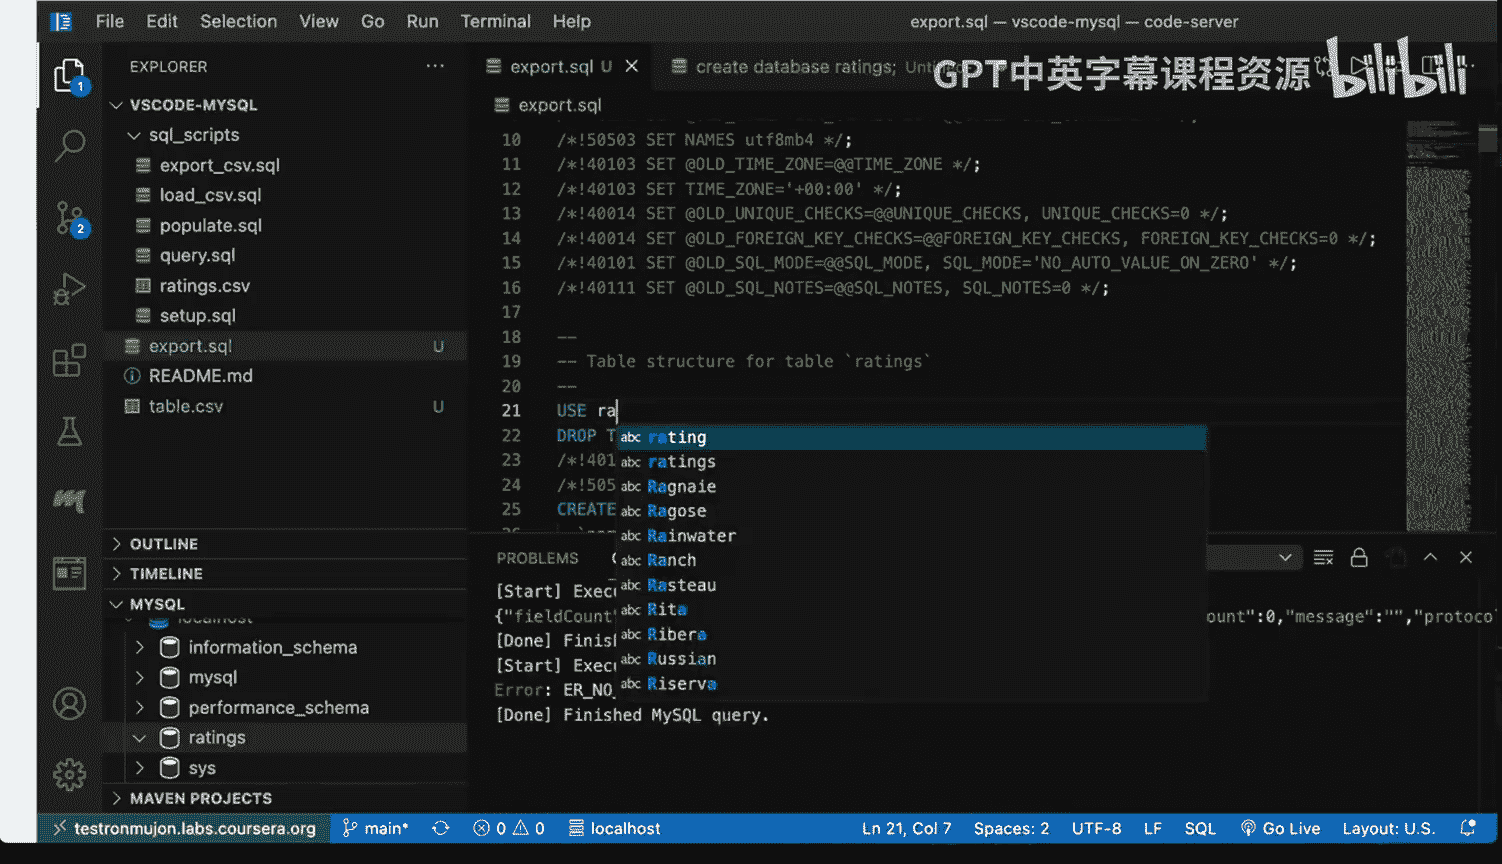 File Edit Selection View Go Run Terminal Help
export.sql — vscode-mysql — code-server
EXPLORER
1
VSCODE-MYSQL
sql_scripts
export_csv.sql
load_csv.sql
populate.sql
2
query.sql
ratings.csv
setup.sql
export.sql U
README.md
table.csv U
OUTLINE
TIMELINE
MYSQL
localhost
information_schema
mysql
performance_schema
ratings
sys
MAVEN PROJECTS
export.sql U
create database ratings;
GPT中英字幕课程资源 bilibili
export.sql
10 /*!50503 SET NAMES utf8mb4 */;
11 /*!40103 SET @OLD_TIME_ZONE=@@TIME_ZONE */;
12 /*!40103 SET TIME_ZONE='+00:00' */;
13 /*!40014 SET @OLD_UNIQUE_CHECKS=@@UNIQUE_CHECKS, UNIQUE_CHECKS=0 */;
14 /*!40014 SET @OLD_FOREIGN_KEY_CHECKS=@@FOREIGN_KEY_CHECKS, FOREIGN_KEY_CHECKS=0 */;
15 /*!40101 SET @OLD_SQL_MODE=@@SQL_MODE, SQL_MODE='NO_AUTO_VALUE_ON_ZERO' */;
16 /*!40111 SET @OLD_SQL_NOTES=@@SQL_NOTES, SQL_NOTES=0 */;
17
18 --
19 -- Table structure for table `ratings`
20 --
21 USE ra
22 DROP T
23 /*!401
24 /*!505
25 CREATE
abc rating
abc ratings
abc Ragnaie
abc Ragose
abc Rainwater
abc Ranch
abc Rasteau
abc Rita
abc Ribera
abc Russian
abc Riserva
PROBLEMS
[Start] Execu
{"fieldCount" ount":0,"message":"","protoco
[Done] Finish
[Start] Execu
Error: ER_NO_
[Done] Finished MySQL query.
testronmujon.labs.coursera.org main* 0 0 localhost Ln 21, Col 7 Spaces: 2 UTF-8 LF SQL Go Live Layout: U.S.